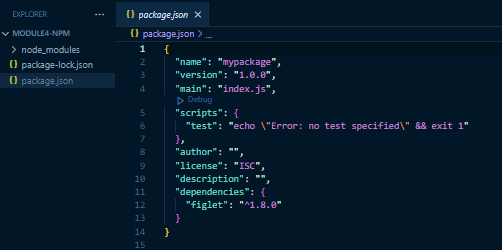 EXPLORER
MODULE4-NPM
node_modules
package-lock.json
package.json
package.json
package.json > ...
1 {
2 "name": "mypackage",
3 "version": "1.0.0",
4 "main": "index.js",
Debug
5 "scripts": {
6 "test": "echo \"Error: no test specified\" && exit 1"
7 },
8 "author": "",
9 "license": "ISC",
10 "description": "",
11 "dependencies": {
12 "figlet": "^1.8.0"
13 }
14 }
15